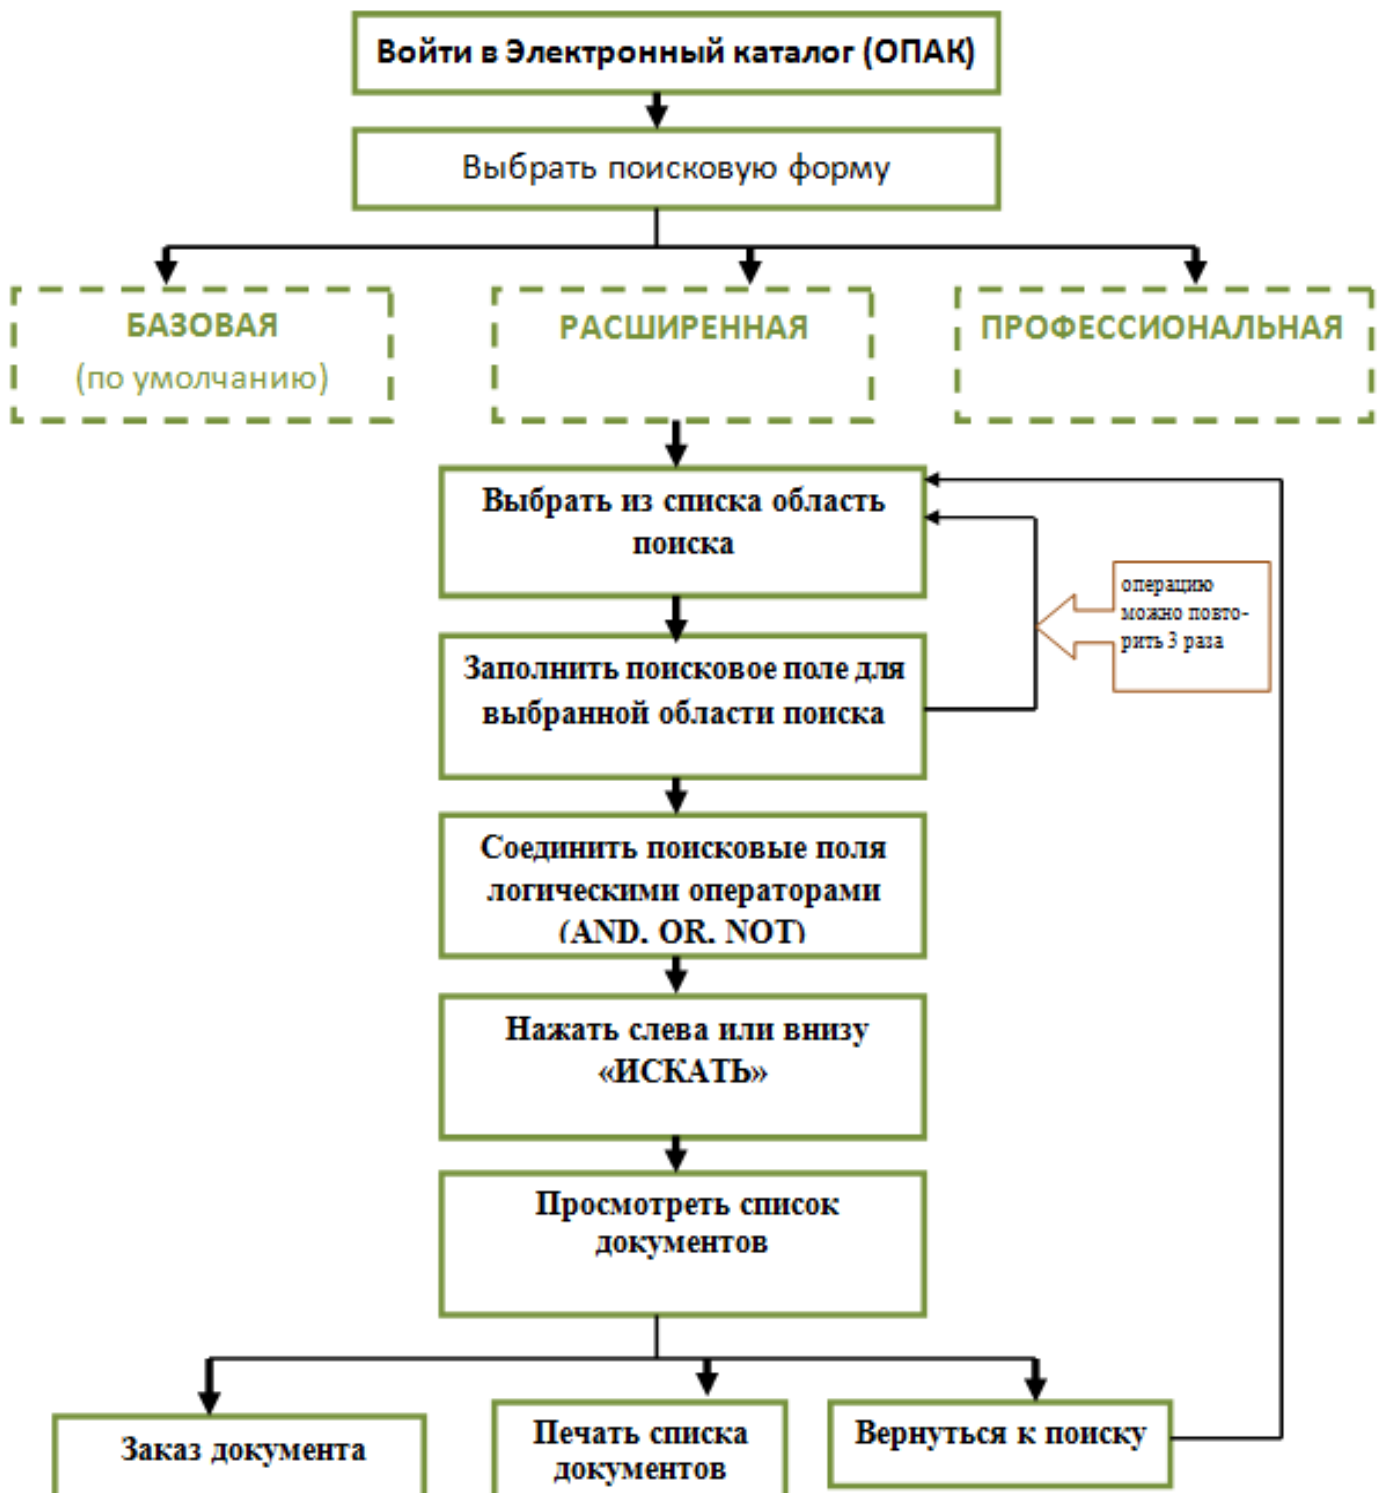 Войти в Электронный каталог (ОПАК)
Выбрать поисковую форму
БАЗОВАЯ
(по умолчанию)
РАСШИРЕННАЯ
ПРОФЕССИОНАЛЬНАЯ
Выбрать из списка область
поиска
операцию
можно повто-
рить 3 раза
Заполнить поисковое поле для
выбранной области поиска
Соединить поисковые поля
логическими операторами
(AND, OR, NOT)
Нажать слева или внизу
«ИСКАТЬ»
Просмотреть список
документов
Заказ документа
Печать списка
документов
Вернуться к поиску